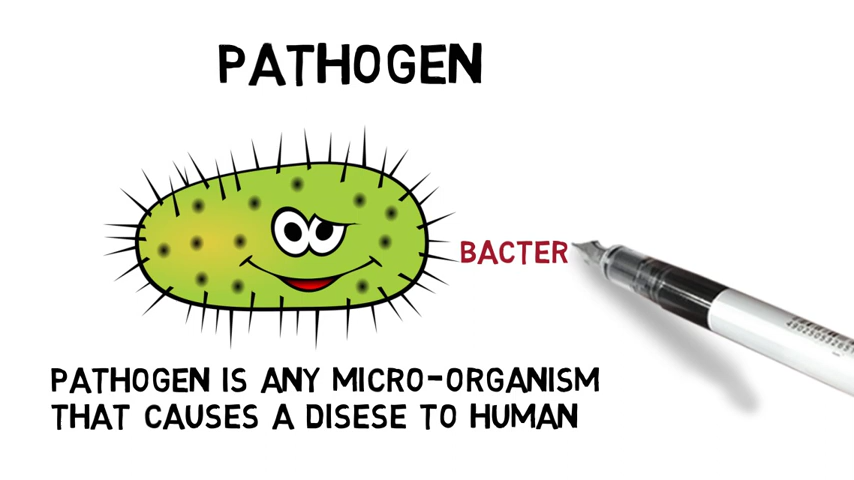 PATHOGEN
BACTER
PATHOGEN IS ANY MICRO-ORGANISM
THAT CAUSES A DISESE TO HUMAN